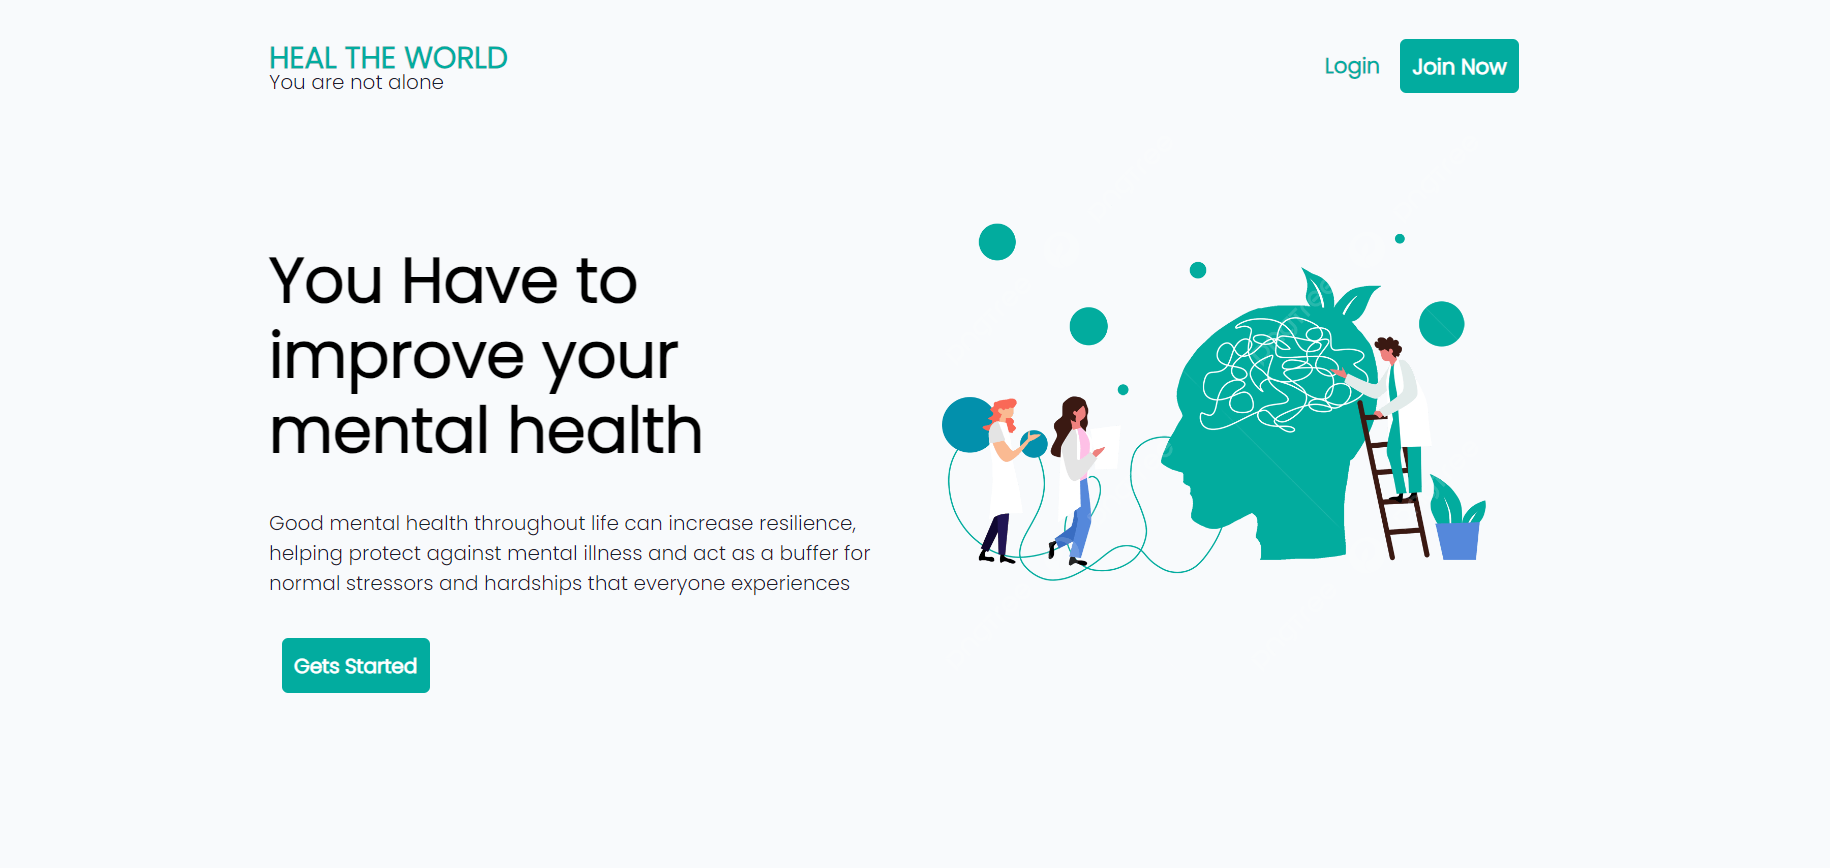 HEAL THE WORLD
You are not alone
Login
Join Now
You Have to
improve your
mental health
Good mental health throughout life can increase resilience,
helping protect against mental illness and act as a buffer for
normal stressors and hardships that everyone experiences
Gets Started